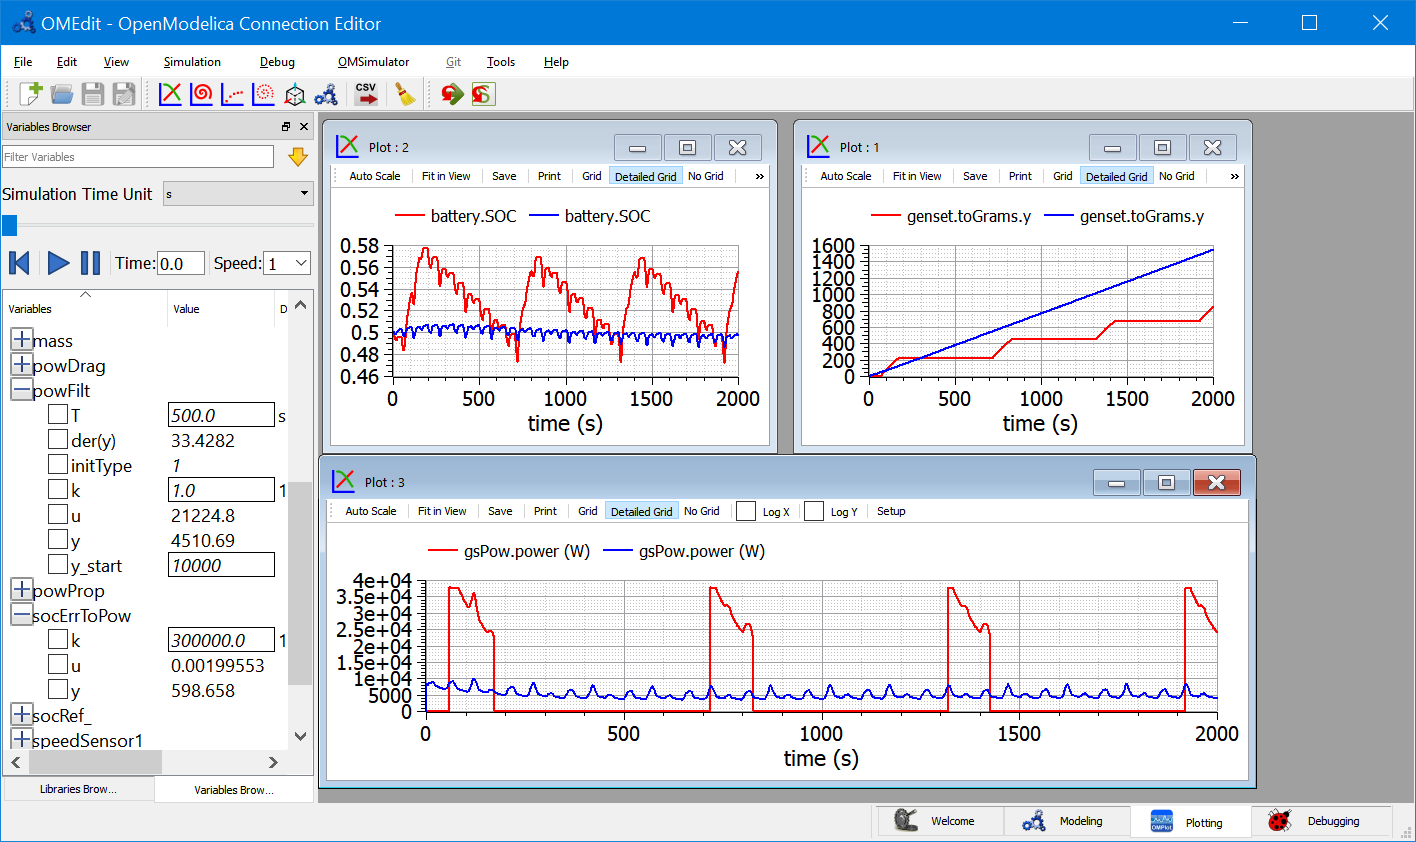 OMEdit - OpenModelica Connection Editor
File Edit View Simulation Debug OMSimulator Git Tools Help
CSV
Variables Browser
Filter Variables
Simulation Time Unit s
Time: 0.0 Speed: 1
Variables Value D
mass
powDrag
powFilt
T 500.0 s
der(y) 33.4282
initType 1
k 1.0 1
u 21224.8
y 4510.69
y_start 10000
powProp
socErrToPow
k 300000.0 1
u 0.00199553
y 598.658
socRef_
speedSensor1
Libraries Brow... Variables Brow...
Plot : 2
Auto Scale Fit in View Save Print Grid Detailed Grid No Grid »
battery.SOC battery.SOC
0.58
0.56
0.54
0.52
0.5
0.48
0.46
0 500 1000 1500 2000
time (s)
Plot : 1
Auto Scale Fit in View Save Print Grid Detailed Grid No Grid »
genset.toGrams.y genset.toGrams.y
1600
1400
1200
1000
800
600
400
200
0
0 500 1000 1500 2000
time (s)
Plot : 3
Auto Scale Fit in View Save Print Grid Detailed Grid No Grid Log X Log Y Setup
gsPow.power (W) gsPow.power (W)
4e+04
3.5e+04
3e+04
2.5e+04
2e+04
1.5e+04
1e+04
5000
0
0 500 1000 1500 2000
time (s)
Welcome Modeling OMPlot Plotting Debugging